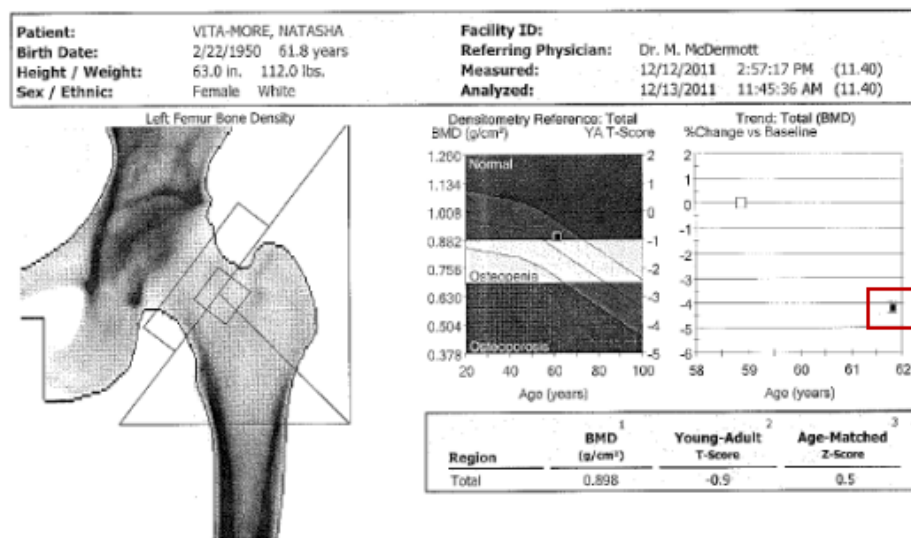 Patient: VITA-MORE, NATASHA
Birth Date: 2/22/1950 61.8 years
Height / Weight: 63.0 in. 112.0 lbs.
Sex / Ethnic: Female White
Facility ID:
Referring Physician: Dr. M. McDermott
Measured: 12/12/2011 2:57:17 PM (11.40)
Analyzed: 12/13/2011 11:45:36 AM (11.40)
Left Femur Bone Density
Densitometry Reference: Total
BMD (g/cm²) YA T-Score
1.260 2
1.134 1
1.008 0
0.882 -1
0.756 -2
0.630 -3
0.504 -4
0.378 -5
Normal
Osteopenia
Osteoporosis
20 40 60 80 100
Age (years)
Trend: Total (BMD)
%Change vs Baseline
2
1
0
-1
-2
-3
-4
-5
-6
58 59 60 61 62
Age (years)
1 2 3
BMD Young-Adult Age-Matched
Region (g/cm²) T-Score Z-Score
Total 0.898 -0.9 0.5